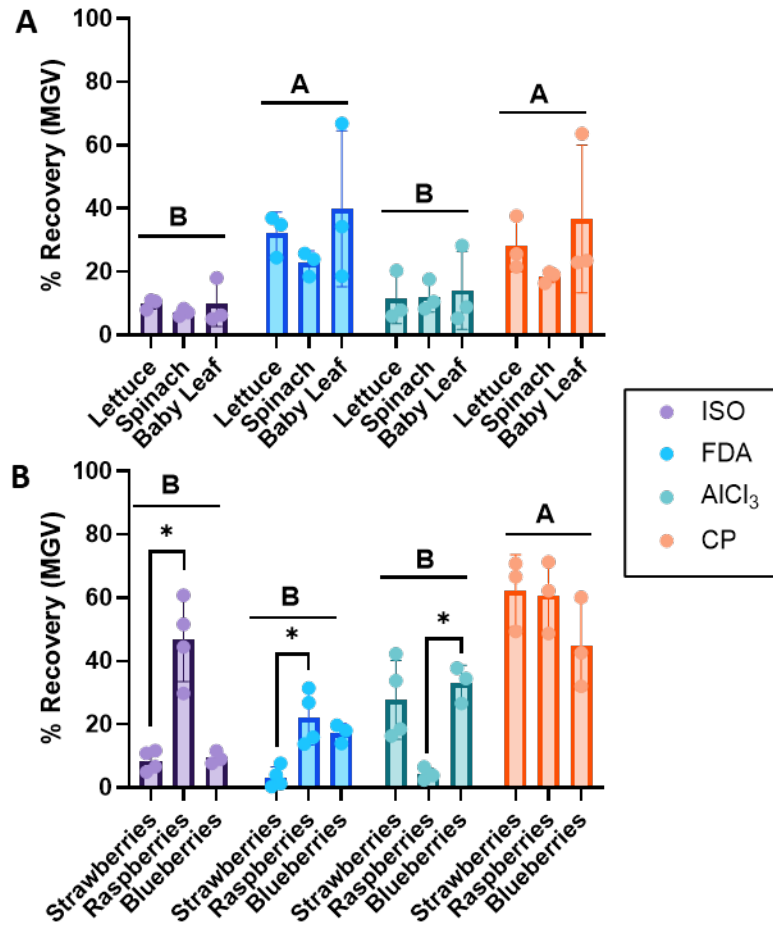 A
% Recovery (MGV)
100
80
60
40
20
0
B
A
B
A
Lettuce
Spinach
Baby Leaf
Lettuce
Spinach
Baby Leaf
Lettuce
Spinach
Baby Leaf
Lettuce
Spinach
Baby Leaf
ISO
FDA
AlCl₃
CP
B
% Recovery (MGV)
100
80
60
40
20
0
B
*
B
*
B
*
A
Strawberries
Raspberries
Blueberries
Strawberries
Raspberries
Blueberries
Strawberries
Raspberries
Blueberries
Strawberries
Raspberries
Blueberries